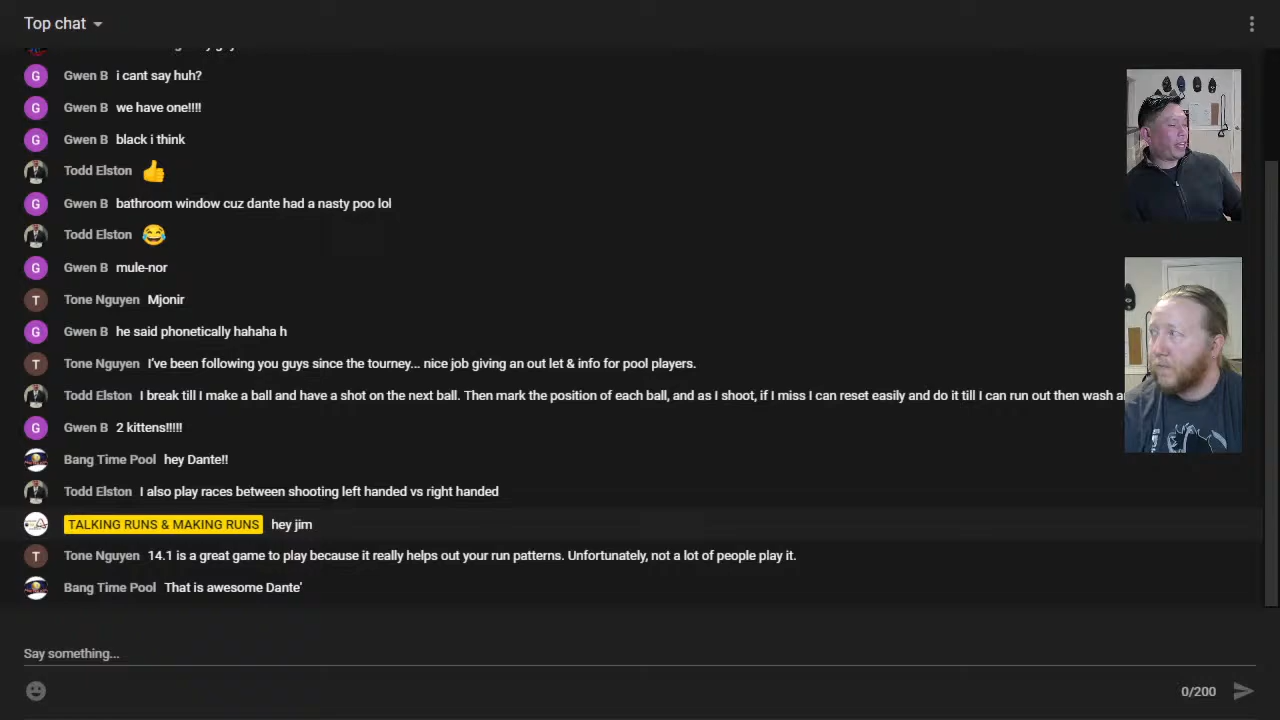 Top chat
Gwen B i cant say huh?
Gwen B we have one!!!!
Gwen B black i think
Todd Elston 👍
Gwen B bathroom window cuz dante had a nasty poo lol
Todd Elston 😂
Gwen B mule-nor
Tone Nguyen Mjonir
Gwen B he said phonetically hahaha h
Tone Nguyen I've been following you guys since the tourney... nice job giving an out let & info for pool players.
Todd Elston I break till I make a ball and have a shot on the next ball. Then mark the position of each ball, and as I shoot, if I miss I can reset easily and do it till I can run out then wash
Gwen B 2 kittens!!!!!
Bang Time Pool hey Dante!!
Todd Elston I also play races between shooting left handed vs right handed
TALKING RUNS & MAKING RUNS hey jim
Tone Nguyen 14.1 is a great game to play because it really helps out your run patterns. Unfortunately, not a lot of people play it.
Bang Time Pool That is awesome Dante'
Say something...
0/200